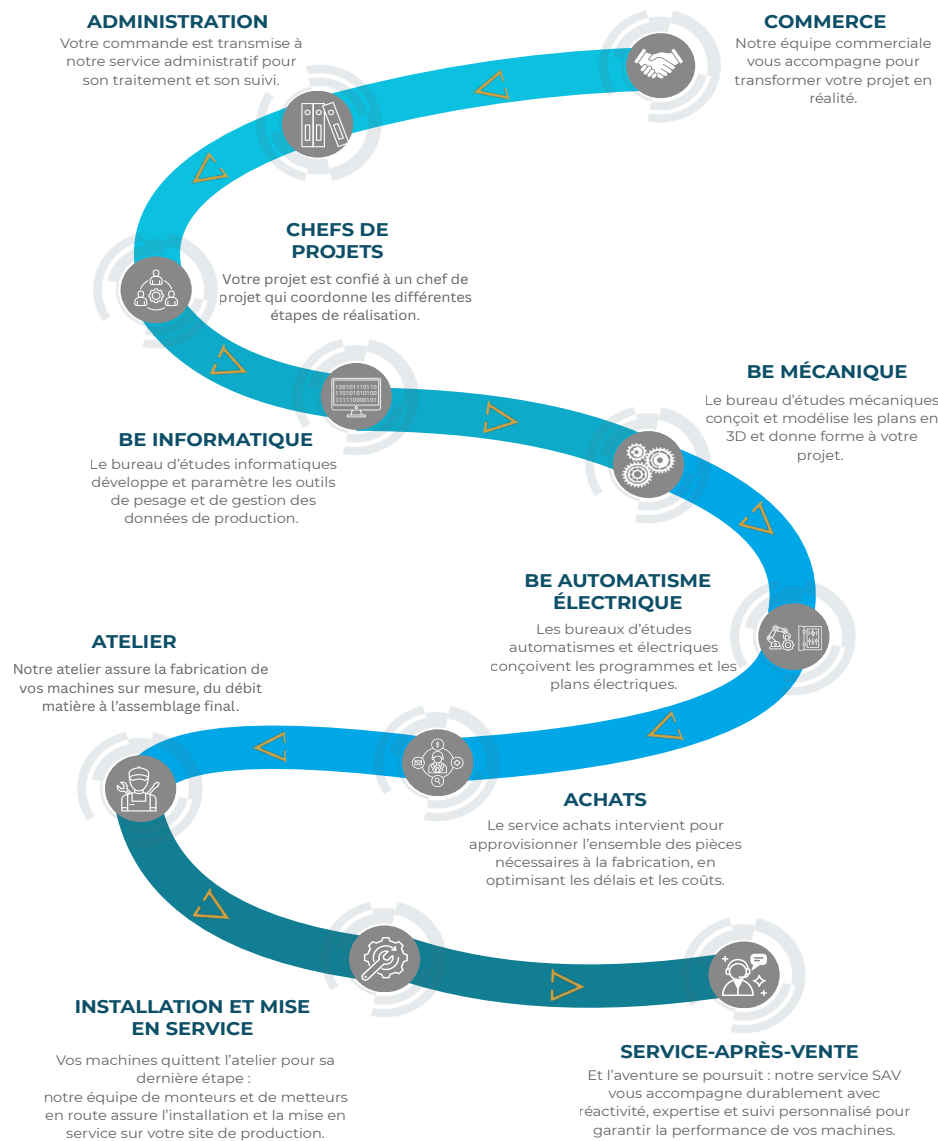 COMMERCE
Notre équipe commerciale
vous accompagne pour
transformer votre projet en
réalité.
ADMINISTRATION
Votre commande est transmise à
notre service administratif pour
son traitement et son suivi.
CHEFS DE
PROJETS
Votre projet est confié à un chef de
projet qui coordonne les différentes
étapes de réalisation.
100101110110
110101010100
311110000101
BE INFORMATIQUE
Le bureau d'études informatiques
développe et paramètre les outils
de pesage et de gestion des
données de production.
BE MÉCANIQUE
Le bureau d'études mécaniques
conçoit et modélise les plans en
3D et donne forme à votre
projet.
BE AUTOMATISME
ÉLECTRIQUE
Les bureaux d'études
automatismes et électriques
conçoivent les programmes et les
plans électriques.
ACHATS
Le service achats intervient pour
approvisionner l'ensemble des pièces
nécessaires à la fabrication, en
optimisant les délais et les coûts.
ATELIER
Notre atelier assure la fabrication de
vos machines sur mesure, du débit
matière à l'assemblage final.
INSTALLATION ET MISE
EN SERVICE
Vos machines quittent l'atelier pour sa
dernière étape :
notre équipe de monteurs et de metteurs
en route assure l'installation et la mise en
service sur votre site de production.
SERVICE-APRÈS-VENTE
Et l'aventure se poursuit : notre service SAV
vous accompagne durablement avec
réactivité, expertise et suivi personnalisé pour
garantir la performance de vos machines.